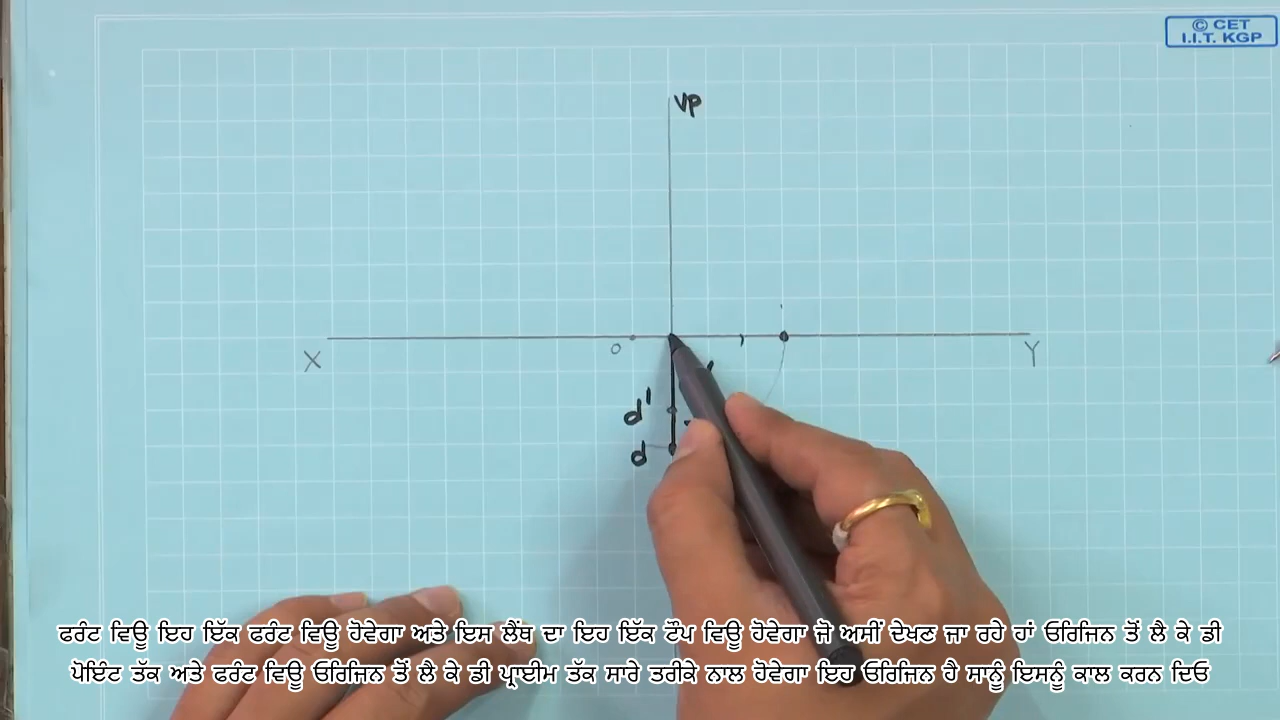 © CET
I.I.T. KGP
VP
X
o
Y
d'
d
ਫਰੰਟ ਵਿਊ ਇਹ ਇੱਕ ਫਰੰਟ ਵਿਊ ਹੋਵੇਗਾ ਅਤੇ ਇਸ ਲੈਂਥ ਦਾ ਇਹ ਇੱਕ ਟੌਪ ਵਿਊ ਹੋਵੇਗਾ ਜੋ ਅਸੀਂ ਦੇਖਣ ਜਾ ਰਹੇ ਹਾਂ ਓਰਿਜਿਨ ਤੋਂ ਲੈ ਕੇ ਡੀ
ਪੋਇੰਟ ਤੱਕ ਅਤੇ ਫਰੰਟ ਵਿਊ ਓਰਿਜਿਨ ਤੋਂ ਲੈ ਕੇ ਡੀ ਪ੍ਰਾਈਮ ਤੱਕ ਸਾਰੇ ਤਰੀਕੇ ਨਾਲ ਹੋਵੇਗਾ ਇਹ ਓਰਿਜਿਨ ਹੈ ਸਾਨੂੰ ਇਸਨੂੰ ਕਾਲ ਕਰਨ ਦਿਓ